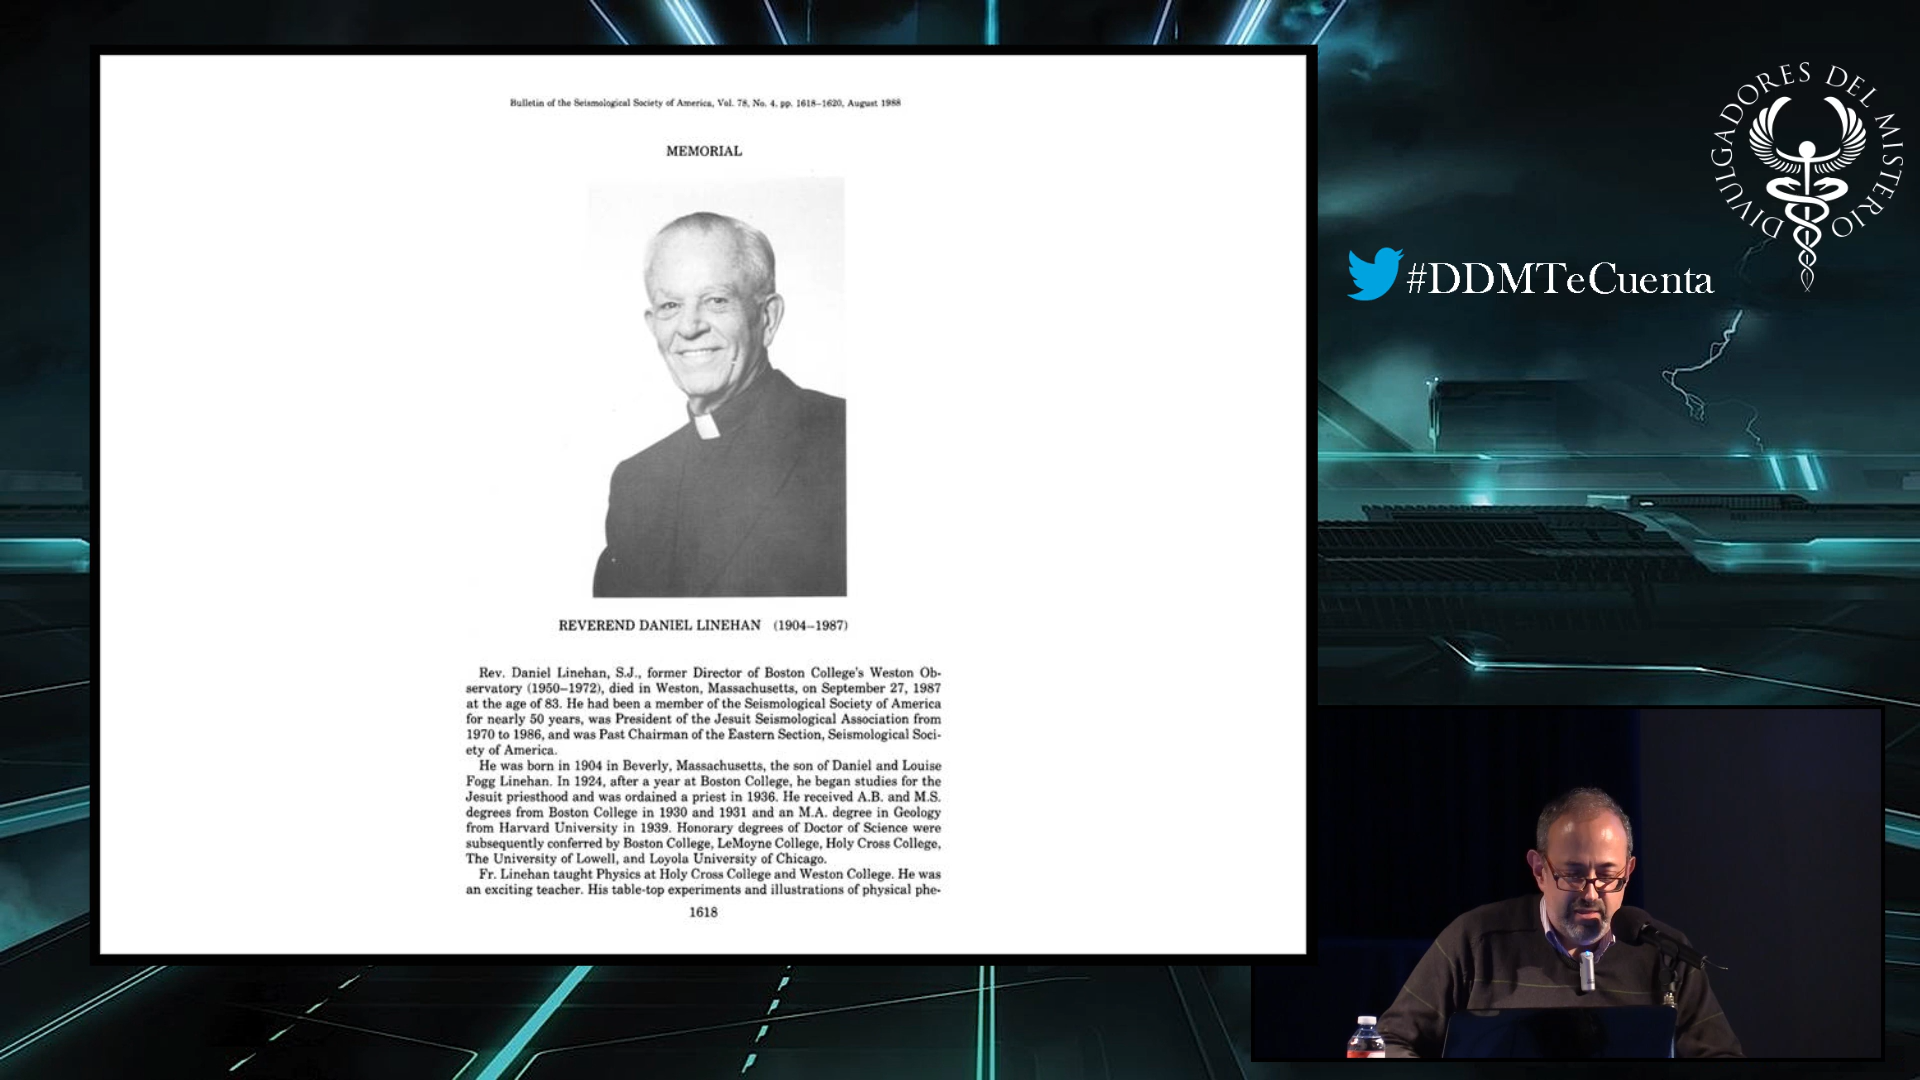 Bulletin of the Seismological Society of America, Vol. 78, No. 4, pp. 1618–1620, August 1988
MEMORIAL
REVEREND DANIEL LINEHAN (1904–1987)
Rev. Daniel Linehan, S.J., former Director of Boston College's Weston Ob-
servatory (1950–1972), died in Weston, Massachusetts, on September 27, 1987
at the age of 83. He had been a member of the Seismological Society of America
for nearly 50 years, was President of the Jesuit Seismological Association from
1970 to 1986, and was Past Chairman of the Eastern Section, Seismological Soci-
ety of America.
He was born in 1904 in Beverly, Massachusetts, the son of Daniel and Louise
Fogg Linehan. In 1924, after a year at Boston College, he began studies for the
Jesuit priesthood and was ordained a priest in 1936. He received A.B. and M.S.
degrees from Boston College in 1930 and 1931 and an M.A. degree in Geology
from Harvard University in 1939. Honorary degrees of Doctor of Science were
subsequently conferred by Boston College, LeMoyne College, Holy Cross College,
The University of Lowell, and Loyola University of Chicago.
Fr. Linehan taught Physics at Holy Cross College and Weston College. He was
an exciting teacher. His table-top experiments and illustrations of physical phe-
1618
DIVULGADORES DEL MISTERIO
#DDMTeCuenta